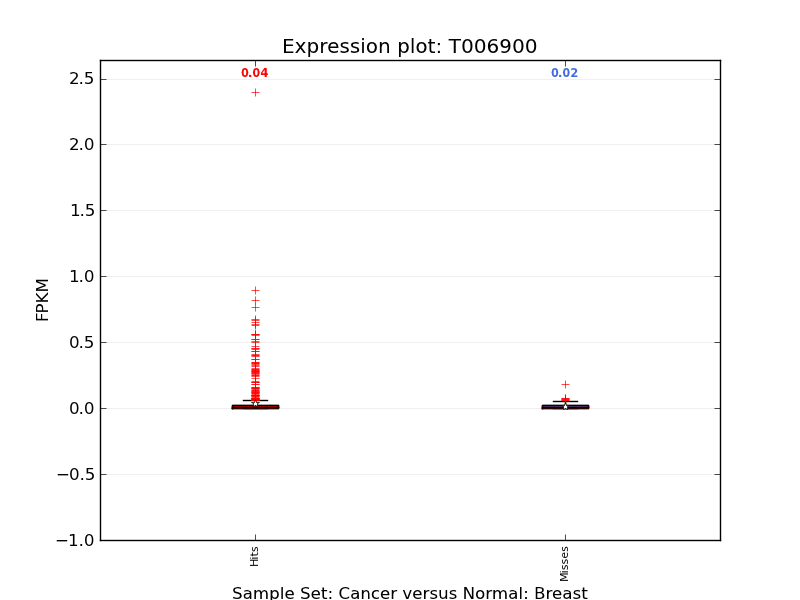 Expression plot: T006900
0.04
0.02
2.5
2.0
1.5
1.0
0.5
0.0
−0.5
−1.0
FPKM
Hits
Misses
Sample Set: Cancer versus Normal: Breast